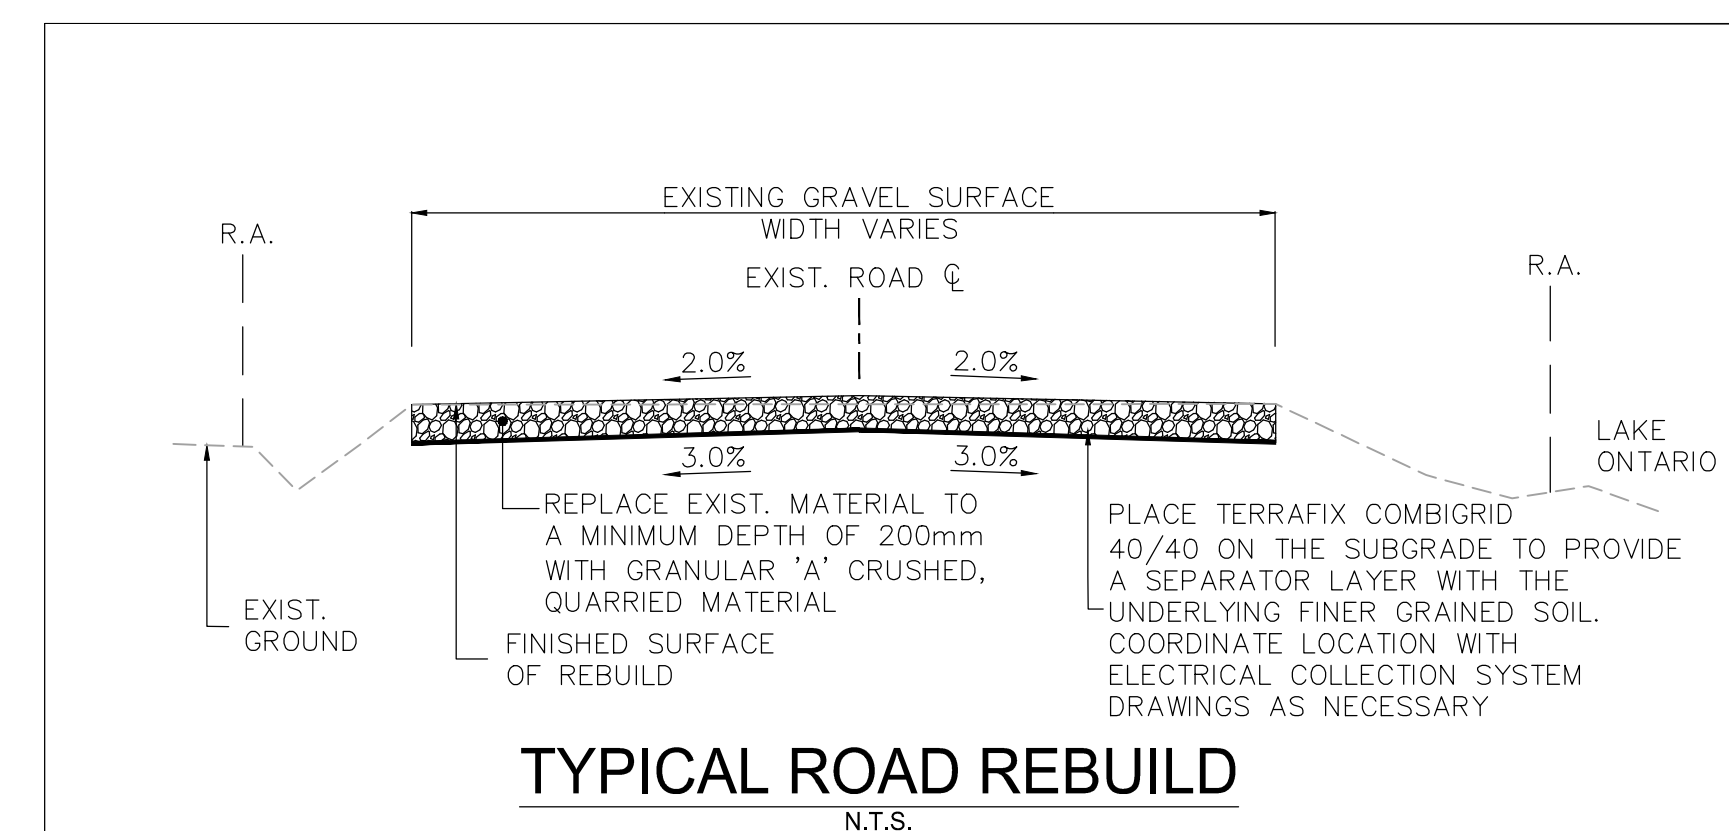 EXISTING GRAVEL SURFACE
WIDTH VARIES
R.A.
EXIST. ROAD ℄
R.A.
2.0%
2.0%
LAKE
ONTARIO
3.0%
3.0%
REPLACE EXIST. MATERIAL TO
A MINIMUM DEPTH OF 200mm
WITH GRANULAR 'A' CRUSHED,
QUARRIED MATERIAL
PLACE TERRAFIX COMBIGRID
40/40 ON THE SUBGRADE TO PROVIDE
A SEPARATOR LAYER WITH THE
UNDERLYING FINER GRAINED SOIL.
COORDINATE LOCATION WITH
ELECTRICAL COLLECTION SYSTEM
DRAWINGS AS NECESSARY
EXIST.
GROUND
FINISHED SURFACE
OF REBUILD
TYPICAL ROAD REBUILD
N.T.S.